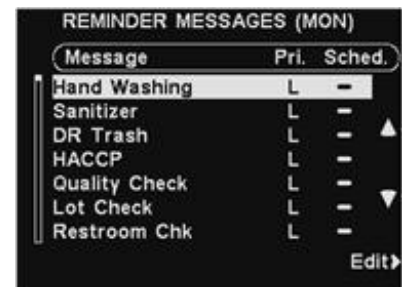 REMINDER MESSAGES (MON)
Message Pri. Sched.
Hand Washing L –
Sanitizer L –
DR Trash L –
HACCP L –
Quality Check L –
Lot Check L –
Restroom Chk L –
Edit